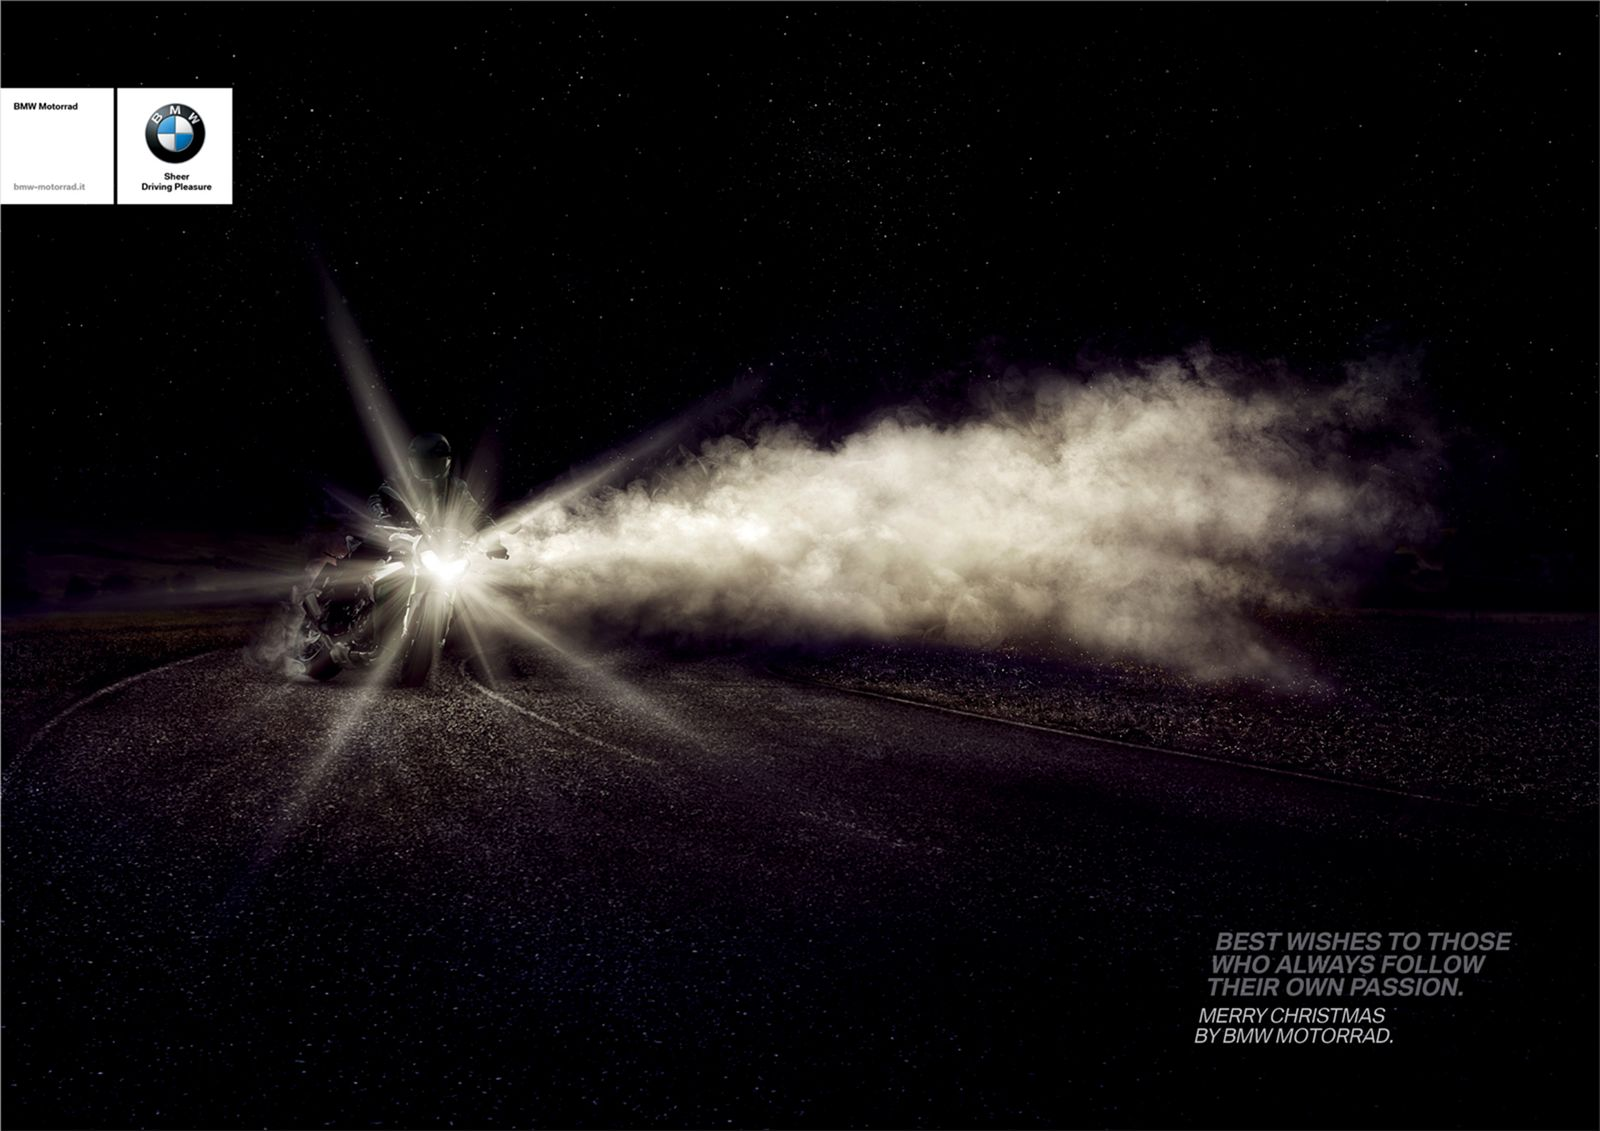 BMW Motorrad
bmw-motorrad.it
BMW
Sheer
Driving Pleasure
BEST WISHES TO THOSE
WHO ALWAYS FOLLOW
THEIR OWN PASSION.
MERRY CHRISTMAS
BY BMW MOTORRAD.